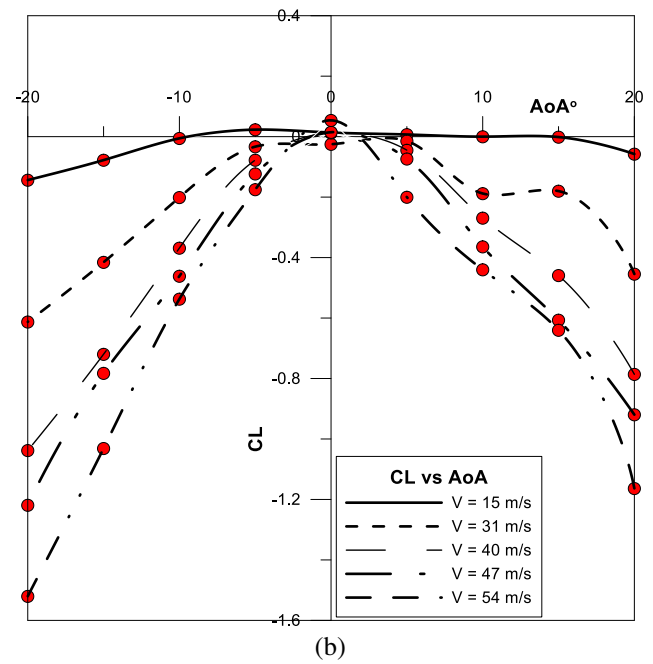 0.4
-20 -10 0 10 20
AoA°
0
-0.4
-0.8
CL
-1.2
-1.6
CL vs AoA
V = 15 m/s
V = 31 m/s
V = 40 m/s
V = 47 m/s
V = 54 m/s
(b)